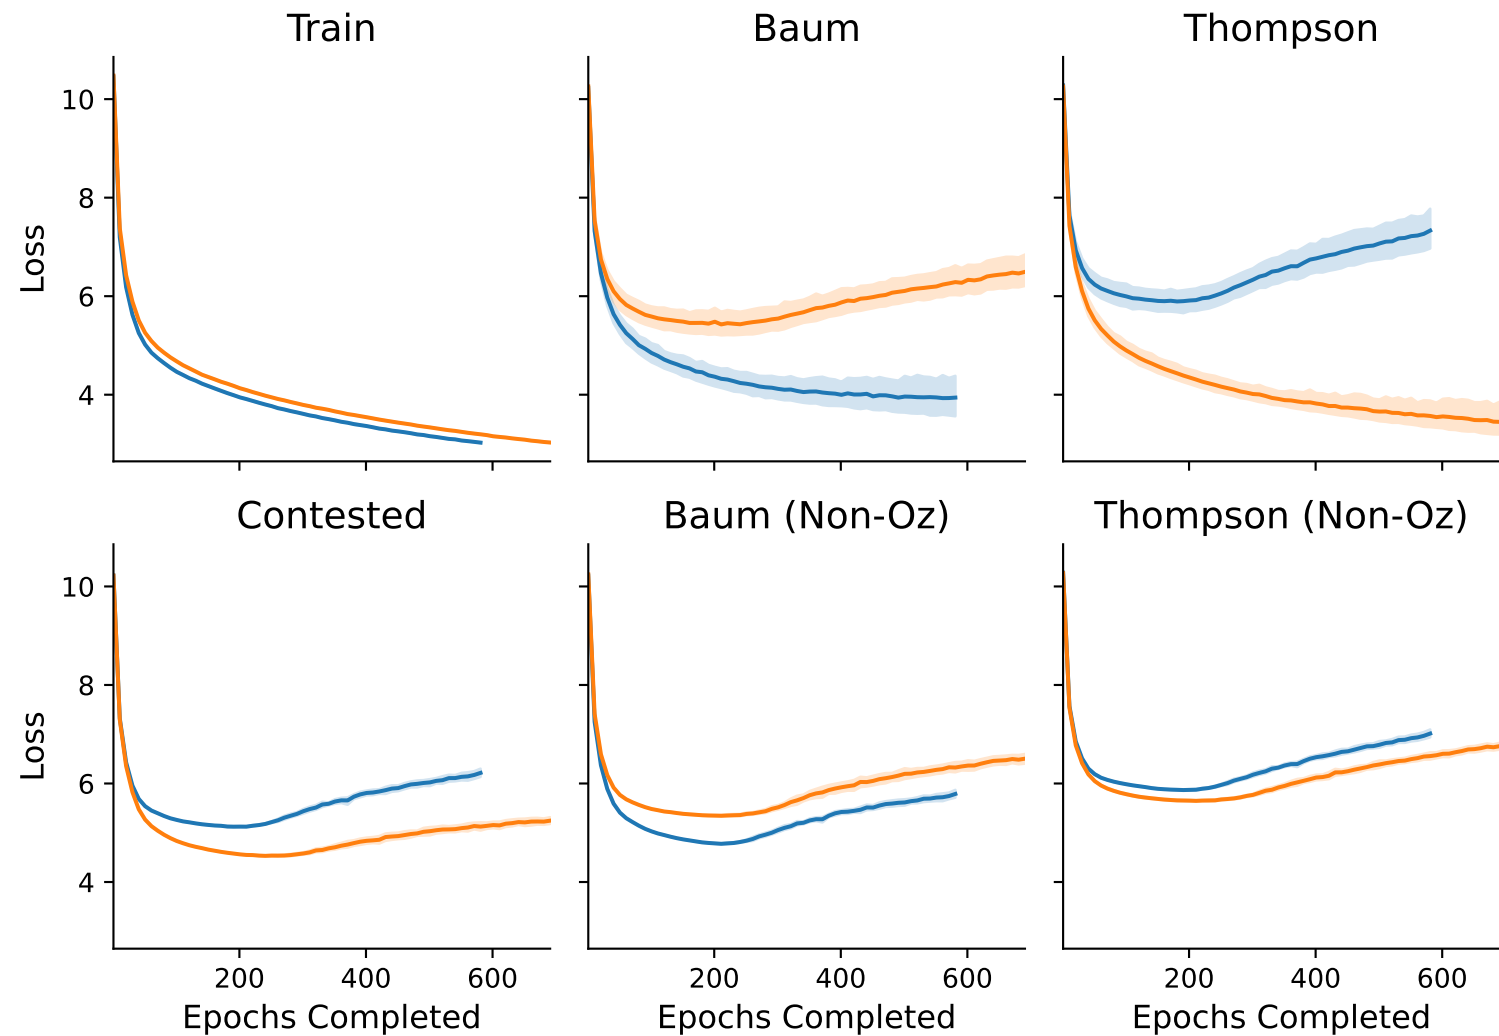 Train
Baum
Thompson
10
8
6
4
Loss
Contested
Baum (Non-Oz)
Thompson (Non-Oz)
10
8
6
4
Loss
200 400 600
200 400 600
200 400 600
Epochs Completed
Epochs Completed
Epochs Completed